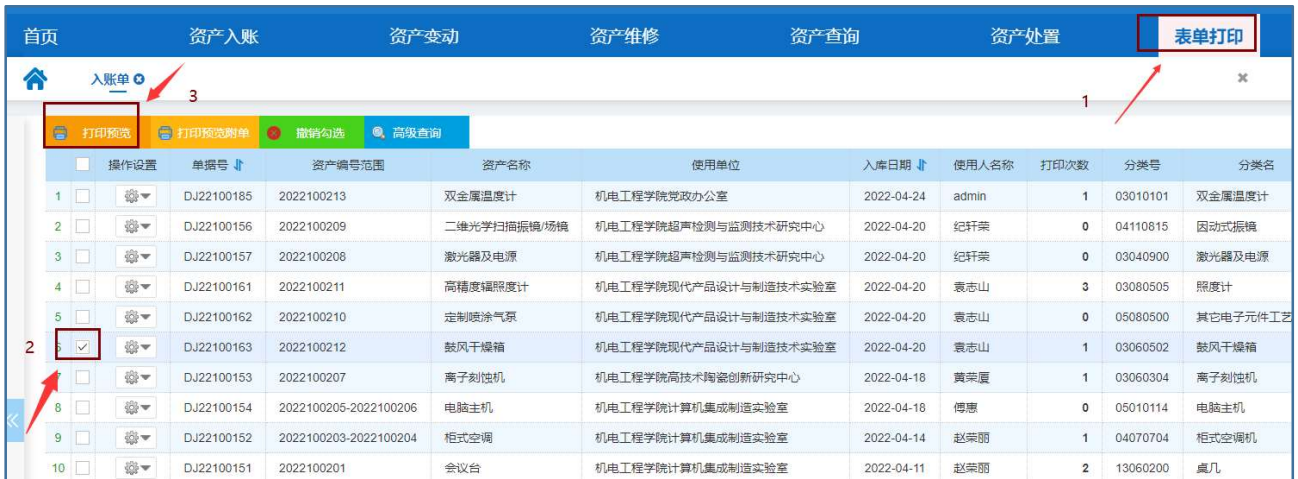 首页 资产入账 资产变动 资产维修 资产查询 资产处置 表单打印
入账单
3
1
打印预览 打印预览附单 撤销勾选 高级查询
操作设置 单据号 资产编号范围 资产名称 使用单位 入库日期 使用人名称 打印次数 分类号 分类名
1 DJ22100185 2022100213 双金属温度计 机电工程学院党政办公室 2022-04-24 admin 1 03010101 双金属温度计
2 DJ22100156 2022100209 二维光学扫描振镜/场镜 机电工程学院超声检测与监测技术研究中心 2022-04-20 纪轩荣 0 04110815 因动式振镜
3 DJ22100157 2022100208 激光器及电源 机电工程学院超声检测与监测技术研究中心 2022-04-20 纪轩荣 0 03040900 激光器及电源
4 DJ22100161 2022100211 高精度辐照度计 机电工程学院现代产品设计与制造技术实验室 2022-04-20 袁志山 3 03080505 照度计
5 DJ22100162 2022100210 定制喷涂气泵 机电工程学院现代产品设计与制造技术实验室 2022-04-20 袁志山 0 05080500 其它电子元件工艺
2 6 DJ22100163 2022100212 鼓风干燥箱 机电工程学院现代产品设计与制造技术实验室 2022-04-20 袁志山 1 03060502 鼓风干燥箱
7 DJ22100153 2022100207 离子刻蚀机 机电工程学院高技术陶瓷创新研究中心 2022-04-18 黄荣厦 1 03060304 离子刻蚀机
8 DJ22100154 2022100205-2022100206 电脑主机 机电工程学院计算机集成制造实验室 2022-04-18 傅惠 0 05010114 电脑主机
9 DJ22100152 2022100203-2022100204 柜式空调 机电工程学院计算机集成制造实验室 2022-04-14 赵荣丽 1 04070704 柜式空调机
10 DJ22100151 2022100201 会议台 机电工程学院计算机集成制造实验室 2022-04-11 赵荣丽 2 13060200 桌几